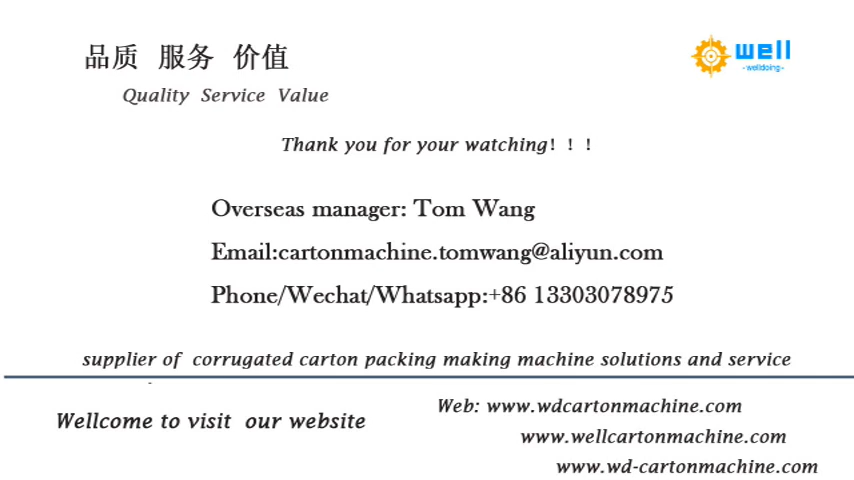 品质 服务 价值
well
-welldoing-
Quality Service Value
Thank you for your watching！！！
Overseas manager: Tom Wang
Email:cartonmachine.tomwang@aliyun.com
Phone/Wechat/Whatsapp:+86 13303078975
supplier of corrugated carton packing making machine solutions and service
Wellcome to visit our website
Web: www.wdcartonmachine.com
www.wellcartonmachine.com
www.wd-cartonmachine.com